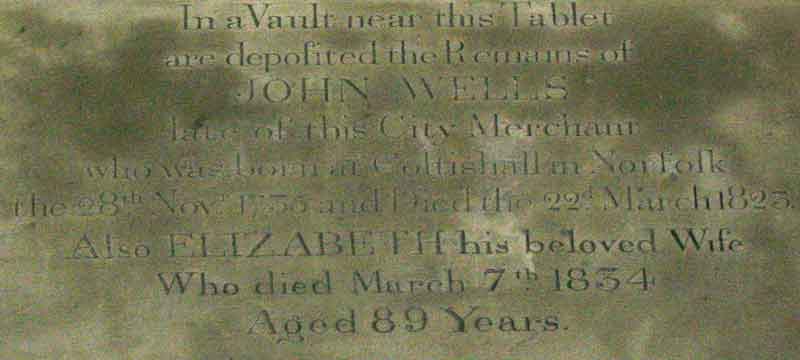 In a Vault near this Tablet
are depoſited the Remains of
JOHN WELLS
late of this City Merchant
who was born at Coltishall in Norfolk
the 28th Novr. 1735 and Died the 22d. March 1823.
Also ELIZABETH his beloved Wife
Who died March 7th 1834
Aged 89 Years.